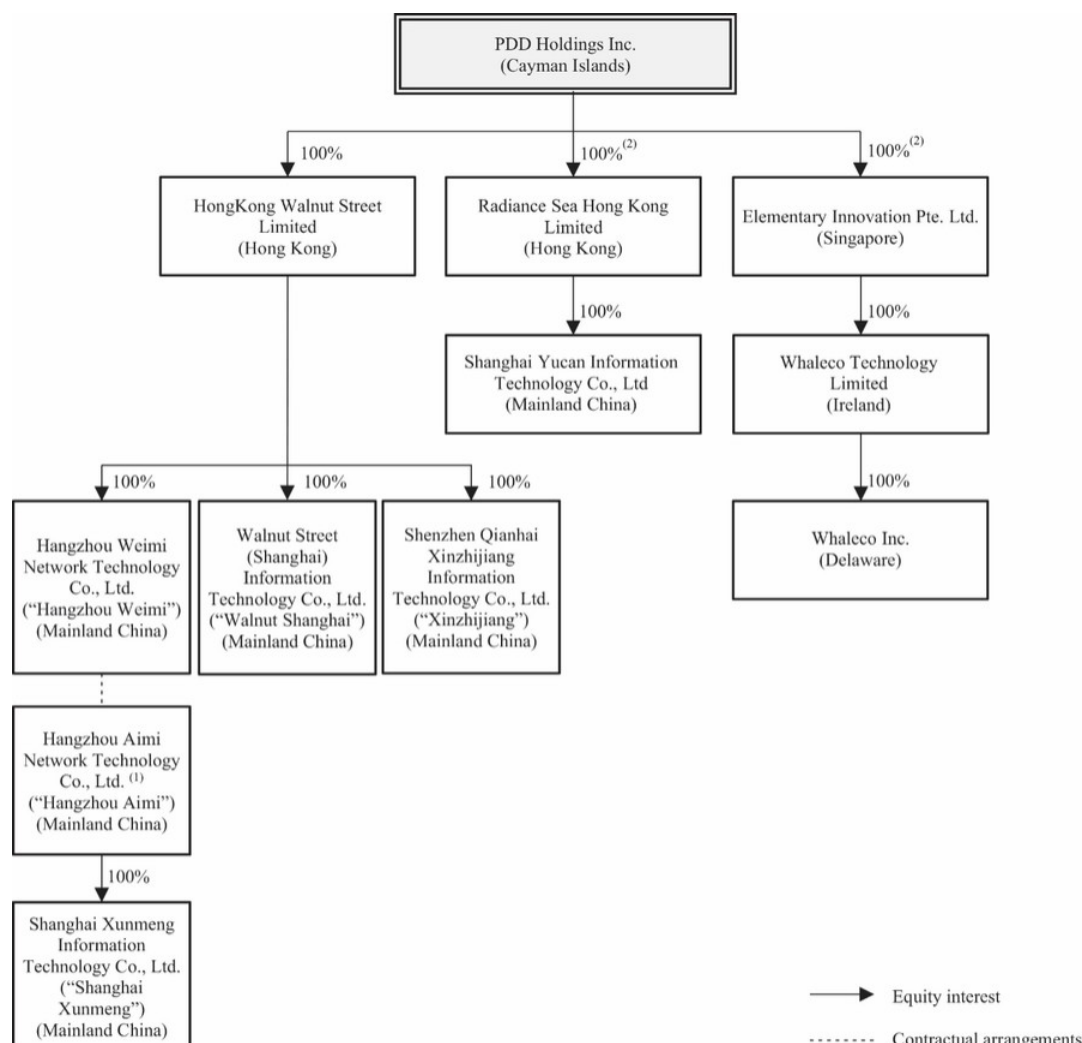 PDD Holdings Inc.
(Cayman Islands)
100%
100%(2)
100%(2)
HongKong Walnut Street
Limited
(Hong Kong)
Radiance Sea Hong Kong
Limited
(Hong Kong)
Elementary Innovation Pte. Ltd.
(Singapore)
100%
100%
Shanghai Yucan Information
Technology Co., Ltd
(Mainland China)
Whaleco Technology
Limited
(Ireland)
100%
100%
100%
100%
Hangzhou Weimi
Network Technology
Co., Ltd.
(“Hangzhou Weimi”)
(Mainland China)
Walnut Street
(Shanghai)
Information
Technology Co., Ltd.
(“Walnut Shanghai”)
(Mainland China)
Shenzhen Qianhai
Xinzhijiang
Information
Technology Co., Ltd.
(“Xinzhijiang”)
(Mainland China)
Whaleco Inc.
(Delaware)
Hangzhou Aimi
Network Technology
Co., Ltd. (1)
(“Hangzhou Aimi”)
(Mainland China)
100%
Shanghai Xunmeng
Information
Technology Co., Ltd.
(“Shanghai
Xunmeng”)
(Mainland China)
Equity interest
Contractual arrangements